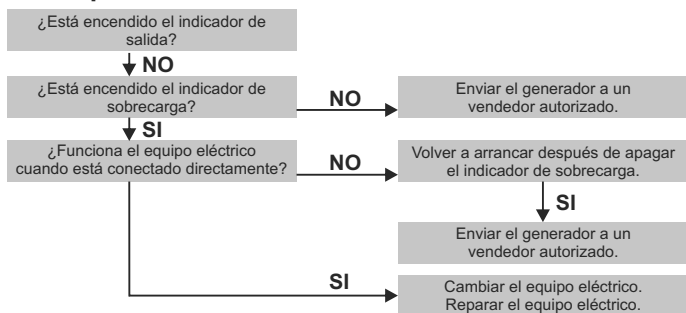 ¿Está encendido el indicador de
salida?
NO
¿Está encendido el indicador de
sobrecarga?
NO
Enviar el generador a un
vendedor autorizado.
SI
¿Funciona el equipo eléctrico
cuando está conectado directamente?
NO
Volver a arrancar después de apagar
el indicador de sobrecarga.
SI
Enviar el generador a un
vendedor autorizado.
SI
Cambiar el equipo eléctrico.
Reparar el equipo eléctrico.